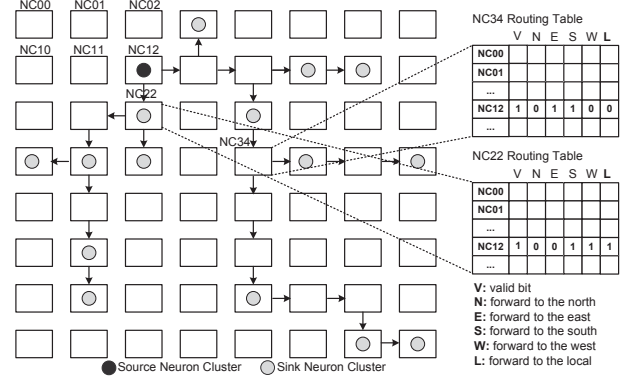 NC00 NC01 NC02
NC10 NC11 NC12
NC22
NC34
Source Neuron Cluster
Sink Neuron Cluster
NC34 Routing Table
V N E S W L
NC00
NC01
...
NC12 1 0 1 1 0 0
...
NC22 Routing Table
V N E S W L
NC00
NC01
...
NC12 1 0 0 1 1 1
...
V: valid bit
N: forward to the north
E: forward to the east
S: forward to the south
W: forward to the west
L: forward to the local